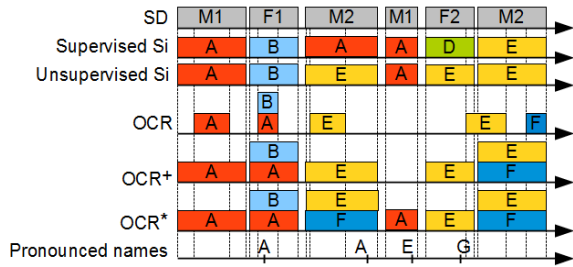 SD M1 F1 M2 M1 F2 M2
Supervised Si A B A A D E
Unsupervised Si A B E A E E
B
OCR A A E E F
B E
OCR+ A A E E F
B E E
OCR* A A F A E F
Pronounced names A A E G